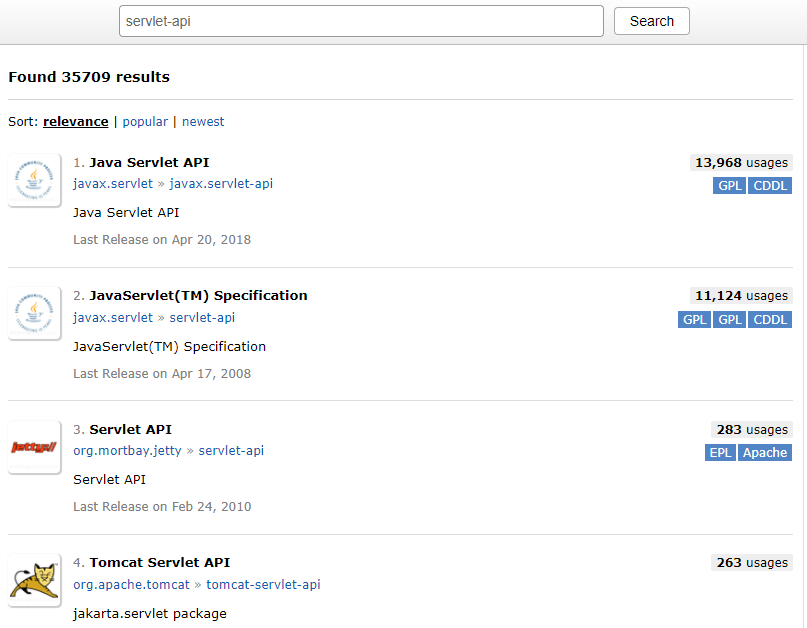 servlet-api
Search
Found 35709 results
Sort: relevance | popular | newest
1. Java Servlet API
13,968 usages
javax.servlet » javax.servlet-api
GPL CDDL
Java Servlet API
Last Release on Apr 20, 2018
2. JavaServlet(TM) Specification
11,124 usages
javax.servlet » servlet-api
GPL GPL CDDL
JavaServlet(TM) Specification
Last Release on Apr 17, 2008
jetty://
3. Servlet API
283 usages
org.mortbay.jetty » servlet-api
EPL Apache
Servlet API
Last Release on Feb 24, 2010
4. Tomcat Servlet API
263 usages
org.apache.tomcat » tomcat-servlet-api
jakarta.servlet package